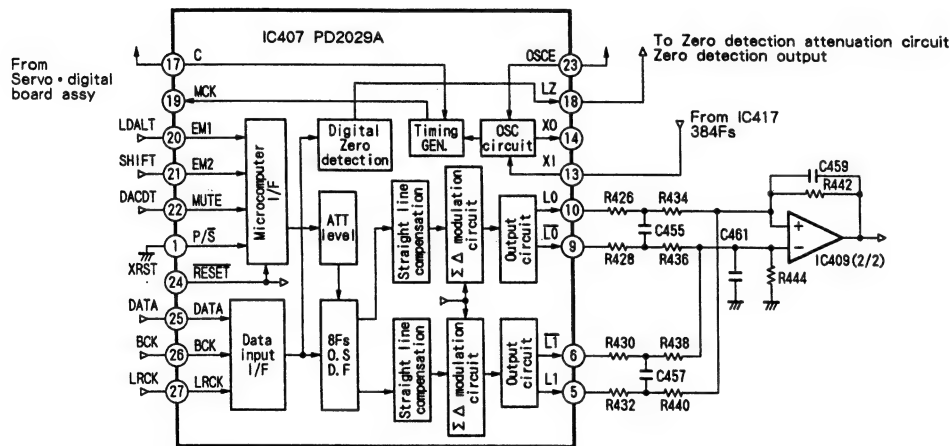 IC407 PD2029A
From
Servo・digital
board assy
17
C
19
MCK
LDALT
20
EM1
SHIFT
21
EM2
DACDT
22
MUTE
1
P/S̅
XRST
24
R̅E̅S̅E̅T̅
DATA
25
DATA
BCK
26
BCK
LRCK
27
LRCK
Microcomputer
I/F
Data
input
I/F
Digital
Zero
detection
Timing
GEN.
OSC
circuit
ATT
level
8Fs
O.S
D.F
Straight line
compensation
ΣΔ modulation
circuit
Output
circuit
Straight line
compensation
ΣΔ modulation
circuit
Output
circuit
OSCE
23
LZ
18
XO
14
XI
13
LO
10
L̅O̅
9
L̅1̅
6
L1
5
To Zero detection attenuation circuit
Zero detection output
From IC417
384Fs
R426
R434
C455
R428
R436
R430
R438
C457
R432
R440
C461
R444
C459
R442
+
−
IC409(2/2)